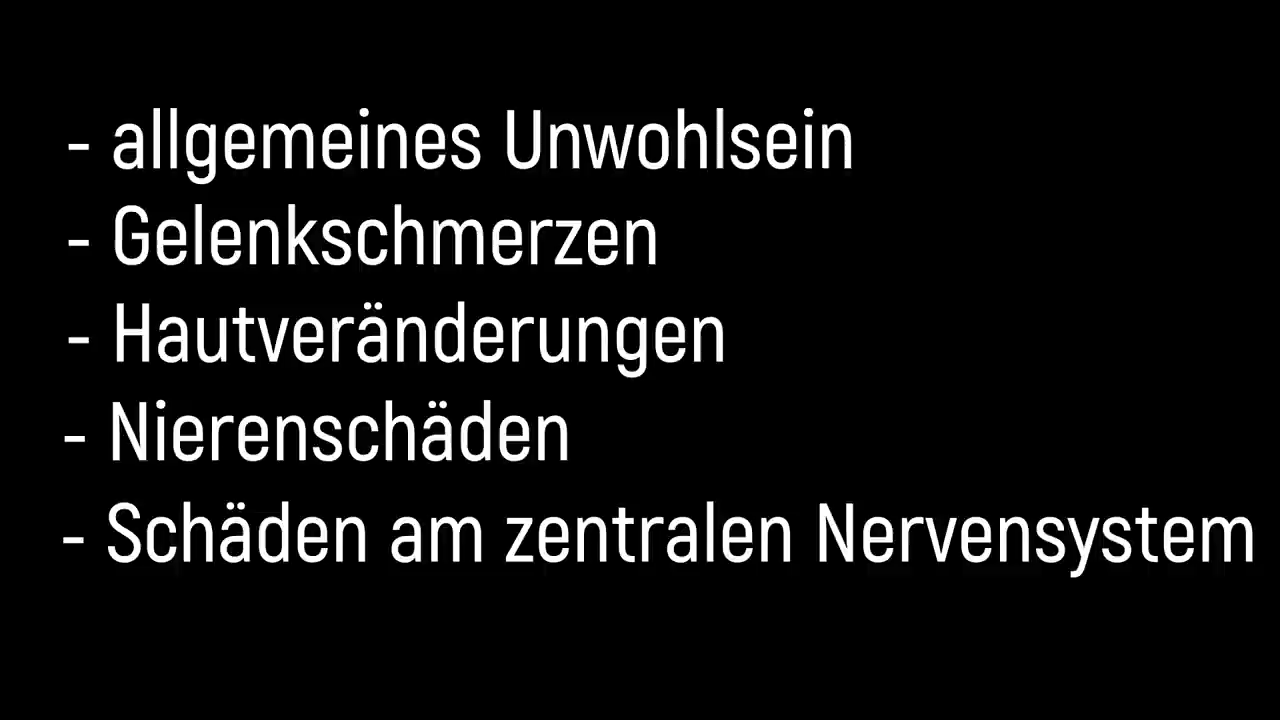 - allgemeines Unwohlsein
- Gelenkschmerzen
- Hautveränderungen
- Nierenschäden
- Schäden am zentralen Nervensystem